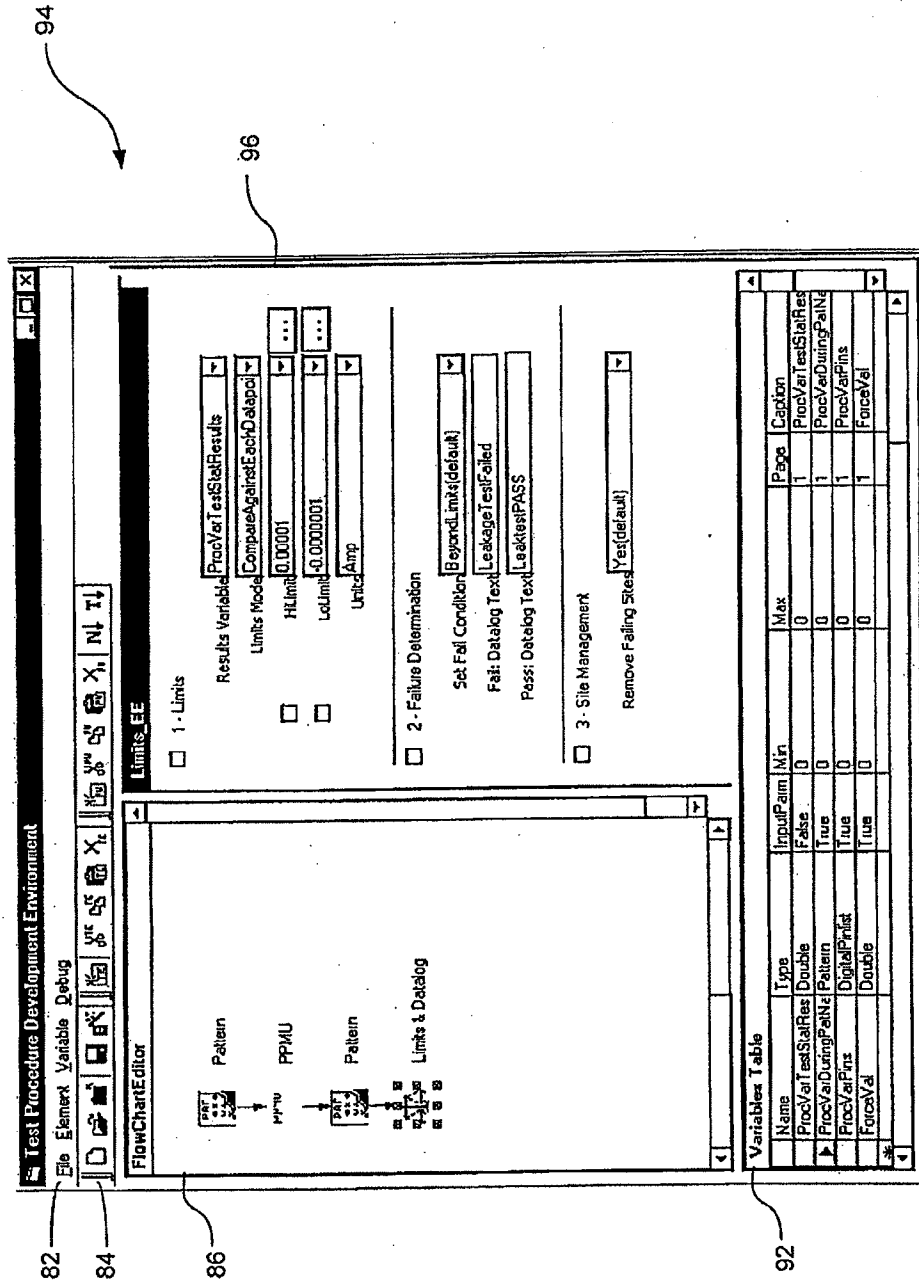 94
Test Procedure Development Environment
82
File Element Variable Debug
84
FlowChartEditor
86
Pattern
PPMU
PPMU
Pattern
Limits & Datalog
Limits_EE
96
1 - Limits
Results Variable ProcVarTestStatResults
Limits Mode CompareAgainstEachDatapoi
HiLimit 0.00001 ...
LoLimit -0.0000001 ...
Units Amp
2 - Failure Determination
Set Fail Condition BeyondLimits(default)
Fail: Datalog Text LeakageTestFailed
Pass: Datalog Text LeaktestPASS
3 - Site Management
Remove Failing Sites Yes(default)
92
Variables Table
Name Type InputParm Min Max Page Caption
ProcVarTestStatRes Double False 0 0 1 ProcVarTestStatRes
ProcVarDuringPatNa Pattern True 0 0 1 ProcVarDuringPatNa
ProcVarPins DigitalPinlist True 0 0 1 ProcVarPins
ForceVal Double True 0 0 1 ForceVal
*